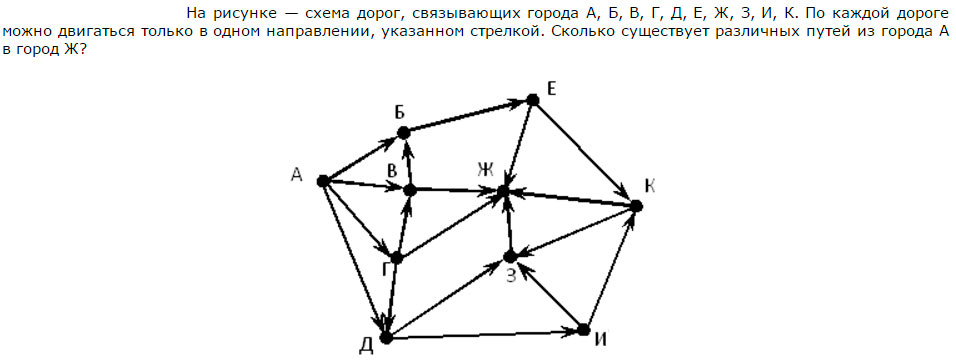 На рисунке — схема дорог, связывающих города А, Б, В, Г, Д, Е, Ж, З, И, К. По каждой дороге
можно двигаться только в одном направлении, указанном стрелкой. Сколько существует различных путей из города А
в город Ж?
Е
Б
А
В
Ж
К
Г
З
Д
И